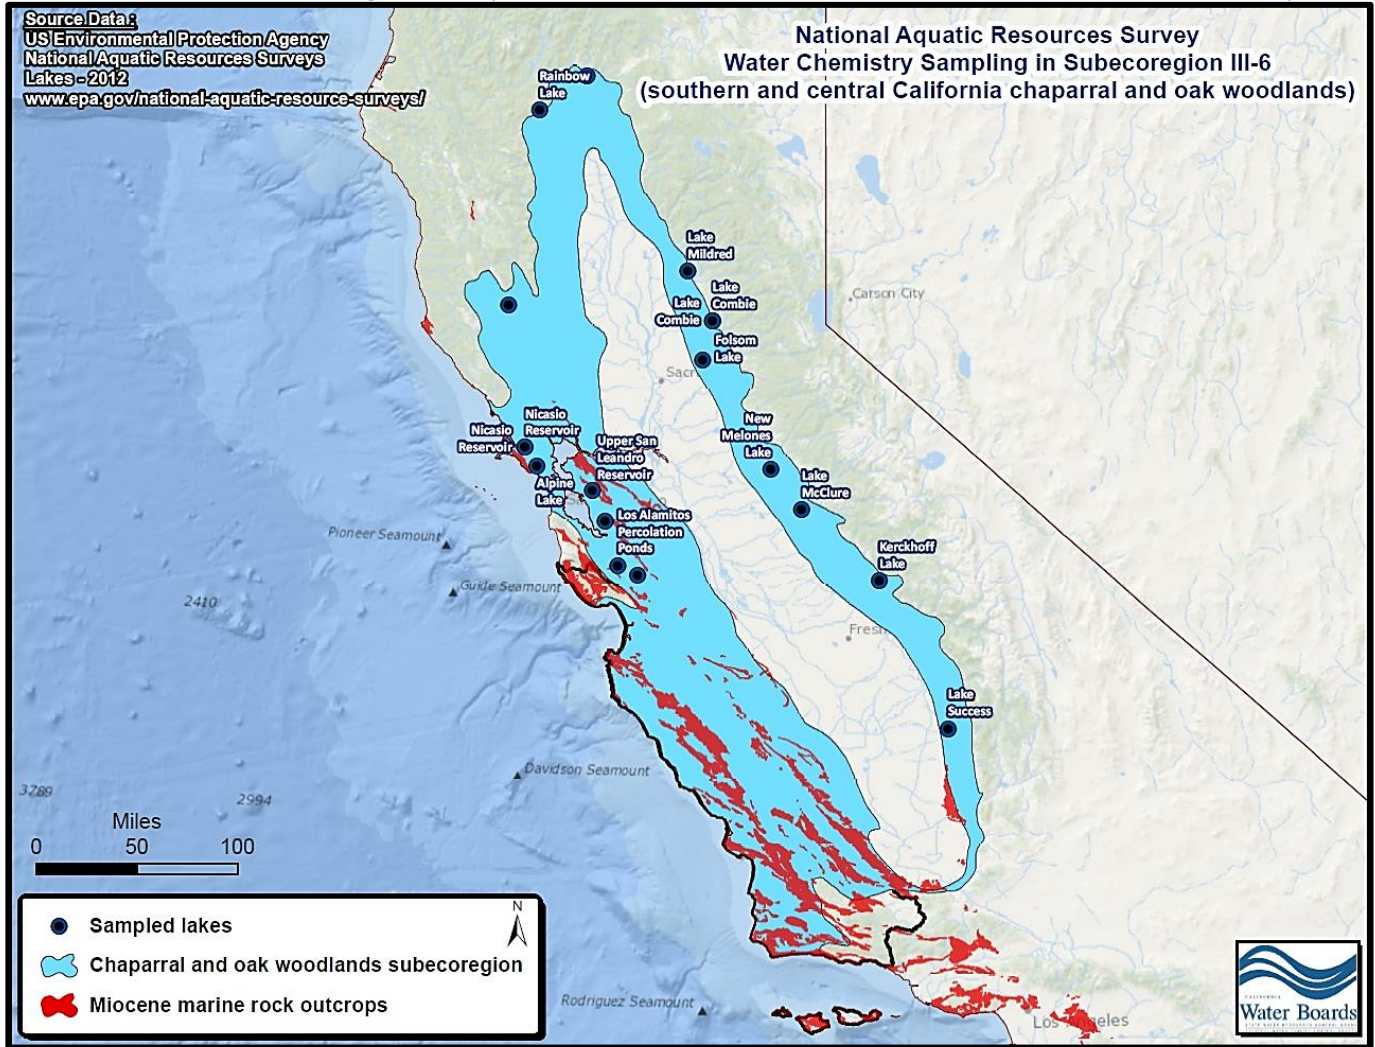 Source Data :
US Environmental Protection Agency
National Aquatic Resources Surveys
Lakes - 2012
www.epa.gov/national-aquatic-resource-surveys/
National Aquatic Resources Survey
Water Chemistry Sampling in Subecoregion III-6
(southern and central California chaparral and oak woodlands)
Rainbow
Lake
Lake
Mildred
Lake
Combie
Lake
Combie
Folsom
Lake
Carson City
Sacr
New
Melones
Lake
Lake
McClure
Nicasio
Reservoir
Nicasio
Reservoir
Upper San
Leandro
Reservoir
Alpine
Lake
Los Alamitos
Percolation
Ponds
Kerckhoff
Lake
Pioneer Seamount
Guide Seamount
2410
Fresn
Lake
Success
Davidson Seamount
3789
2994
Miles
0 50 100
N
Sampled lakes
Chaparral and oak woodlands subecoregion
Miocene marine rock outcrops
Rodriguez Seamount
Los Angeles
CALIFORNIA
Water Boards